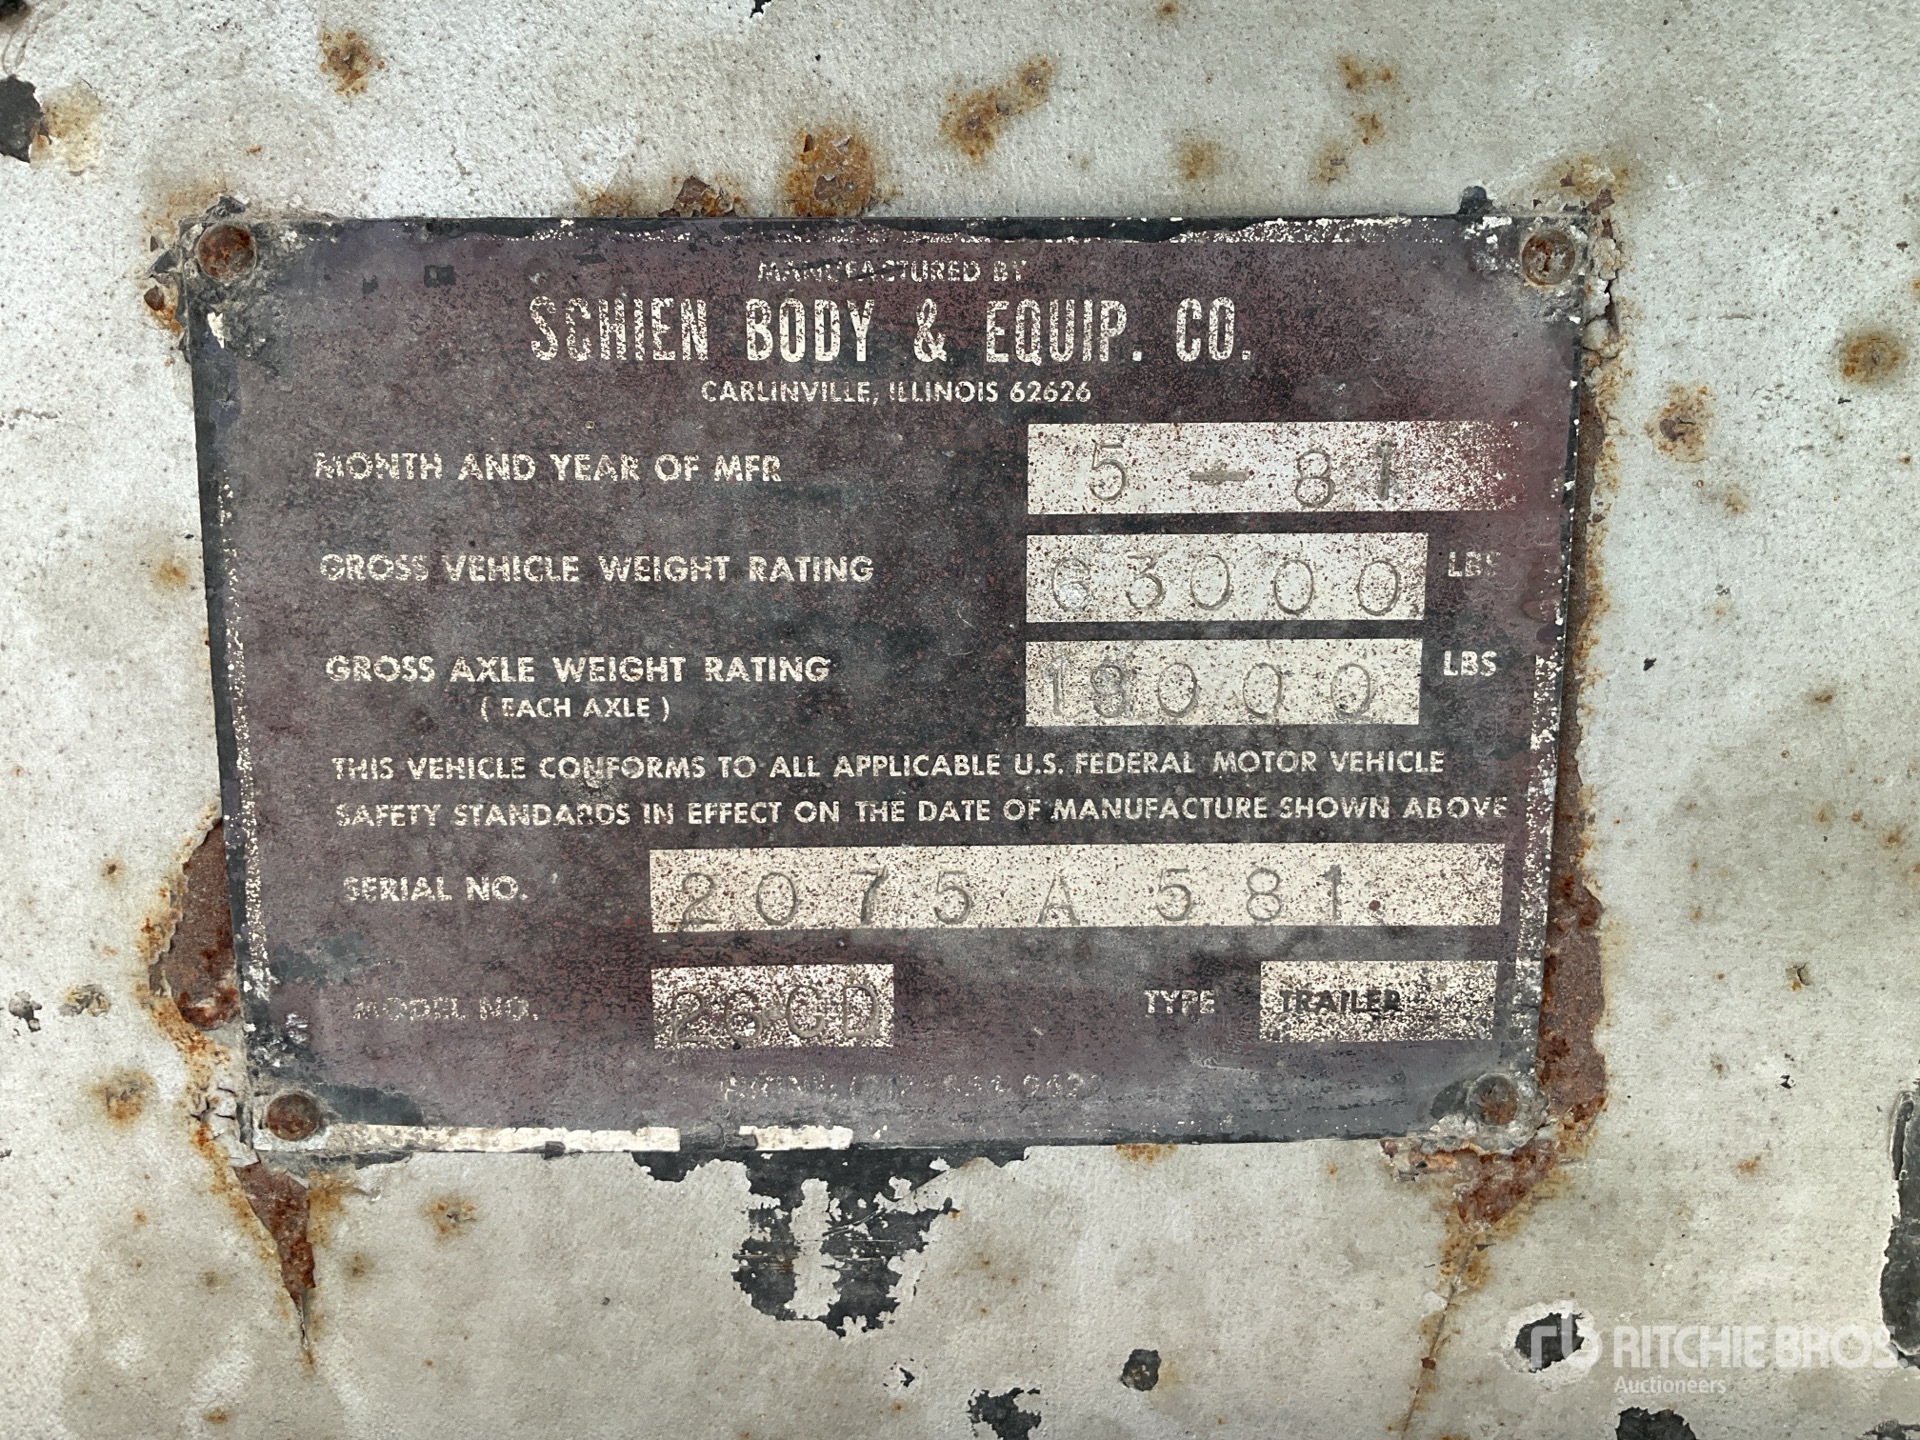 MANUFACTURED BY
SCHIEN BODY & EQUIP. CO.
CARLINVILLE, ILLINOIS 62626
MONTH AND YEAR OF MFR 5-81
GROSS VEHICLE WEIGHT RATING 63000 LBS
GROSS AXLE WEIGHT RATING 18000 LBS
(EACH AXLE)
THIS VEHICLE CONFORMS TO ALL APPLICABLE U.S. FEDERAL MOTOR VEHICLE
SAFETY STANDARDS IN EFFECT ON THE DATE OF MANUFACTURE SHOWN ABOVE
SERIAL NO. 2075A581
MODEL NO. 26CD TYPE TRAILER
RITCHIE BROS.
Auctioneers